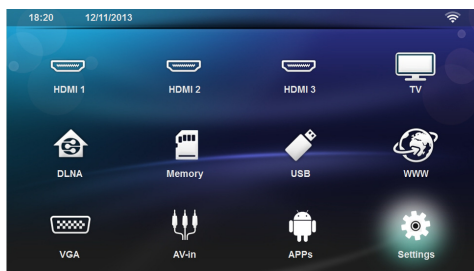 18:20 12/11/2013
HDMI 1 HDMI 2 HDMI 3 TV
DLNA Memory USB WWW
VGA AV-in APPs Settings